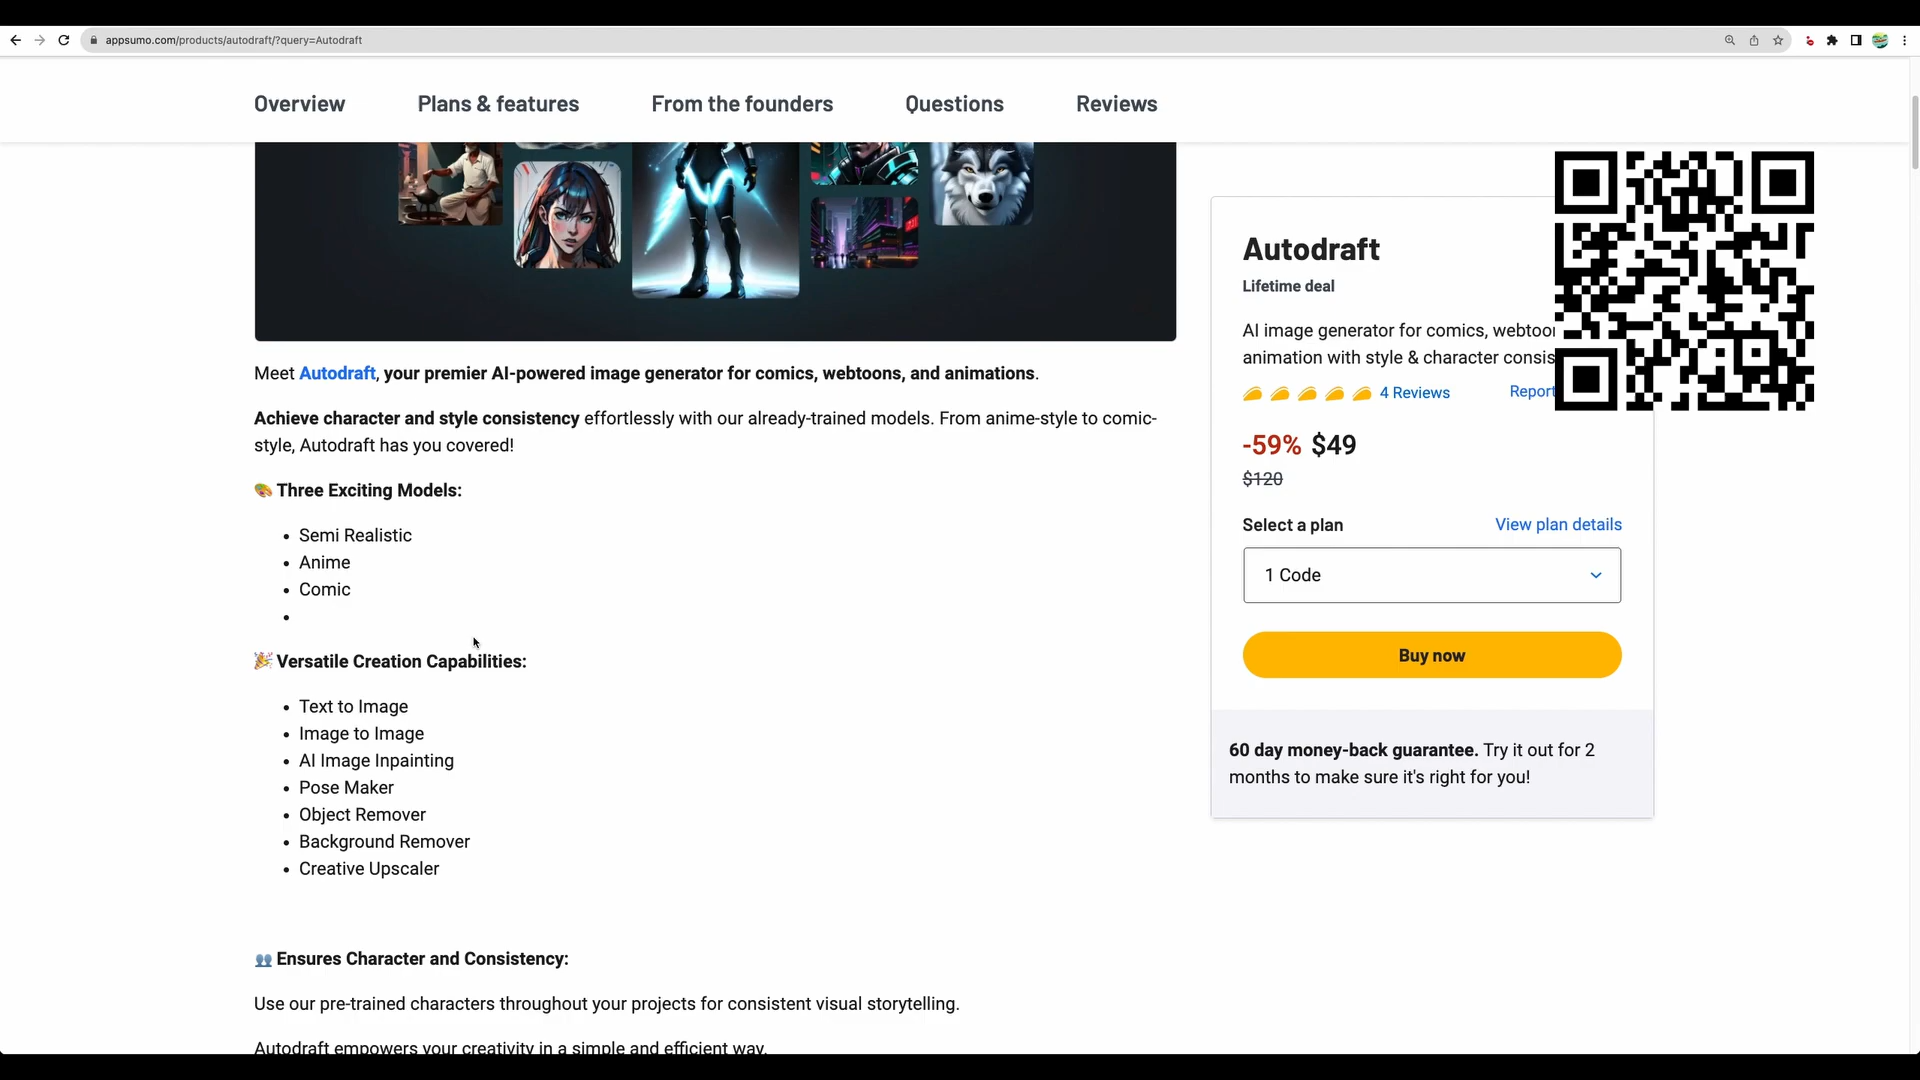 appsumo.com/products/autodraft/?query=Autodraft
Overview
Plans & features
From the founders
Questions
Reviews
Meet Autodraft, your premier AI-powered image generator for comics, webtoons, and animations.
Achieve character and style consistency effortlessly with our already-trained models. From anime-style to comic-
style, Autodraft has you covered!
🎨 Three Exciting Models:
• Semi Realistic
• Anime
• Comic
•
🎉 Versatile Creation Capabilities:
• Text to Image
• Image to Image
• AI Image Inpainting
• Pose Maker
• Object Remover
• Background Remover
• Creative Upscaler
👥 Ensures Character and Consistency:
Use our pre-trained characters throughout your projects for consistent visual storytelling.
Autodraft empowers your creativity in a simple and efficient way.
Autodraft
Lifetime deal
AI image generator for comics, webtoo
animation with style & character consis
4 Reviews
Report
-59% $49
$120
Select a plan
View plan details
1 Code
Buy now
60 day money-back guarantee. Try it out for 2
months to make sure it's right for you!